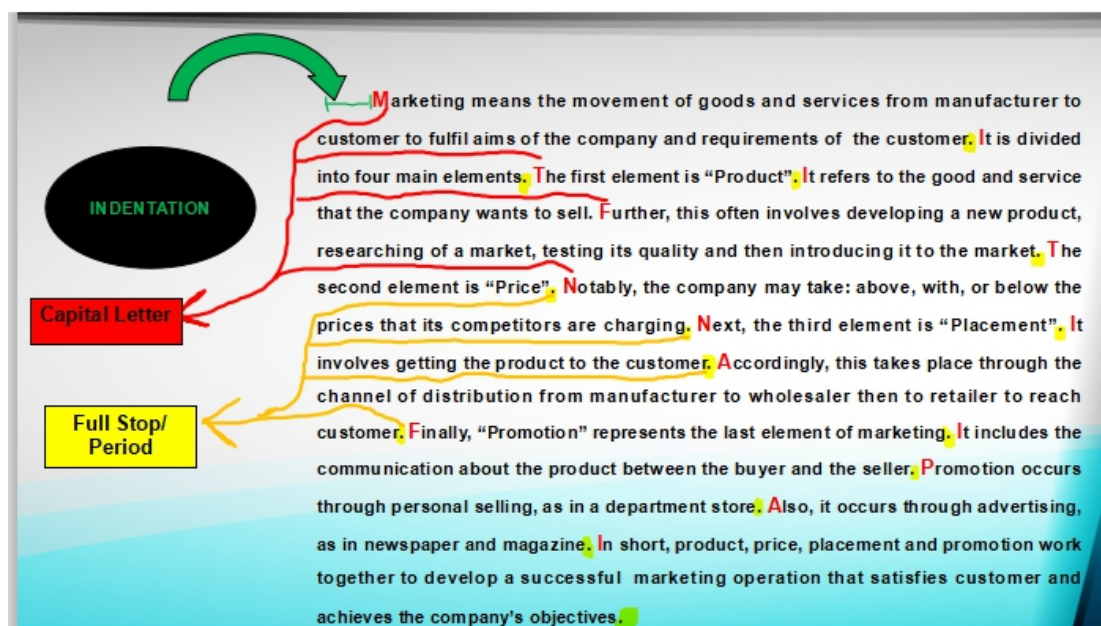 Marketing means the movement of goods and services from manufacturer to
customer to fulfil aims of the company and requirements of the customer. It is divided
into four main elements. The first element is “Product”. It refers to the good and service
that the company wants to sell. Further, this often involves developing a new product,
researching of a market, testing its quality and then introducing it to the market. The
second element is “Price”. Notably, the company may take: above, with, or below the
prices that its competitors are charging. Next, the third element is “Placement”. It
involves getting the product to the customer. Accordingly, this takes place through the
channel of distribution from manufacturer to wholesaler then to retailer to reach
customer. Finally, “Promotion” represents the last element of marketing. It includes the
communication about the product between the buyer and the seller. Promotion occurs
through personal selling, as in a department store. Also, it occurs through advertising,
as in newspaper and magazine. In short, product, price, placement and promotion work
together to develop a successful marketing operation that satisfies customer and
achieves the company’s objectives.
INDENTATION
Capital Letter
Full Stop/
Period